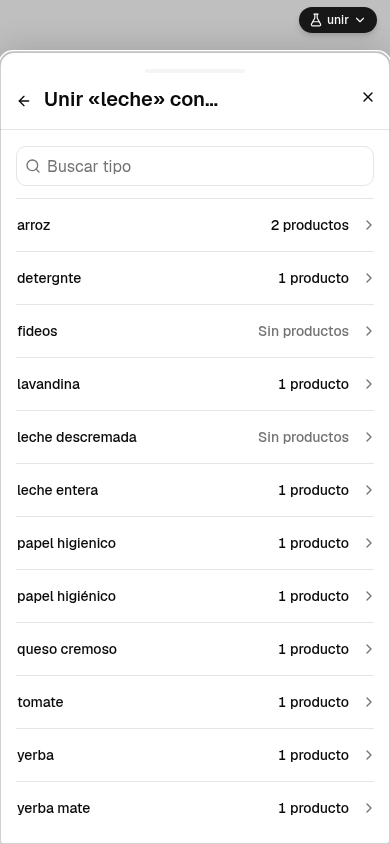 unir
Unir «leche» con...
Buscar tipo
arroz 2 productos
detergnte 1 producto
fideos Sin productos
lavandina 1 producto
leche descremada Sin productos
leche entera 1 producto
papel higienico 1 producto
papel higiénico 1 producto
queso cremoso 1 producto
tomate 1 producto
yerba 1 producto
yerba mate 1 producto